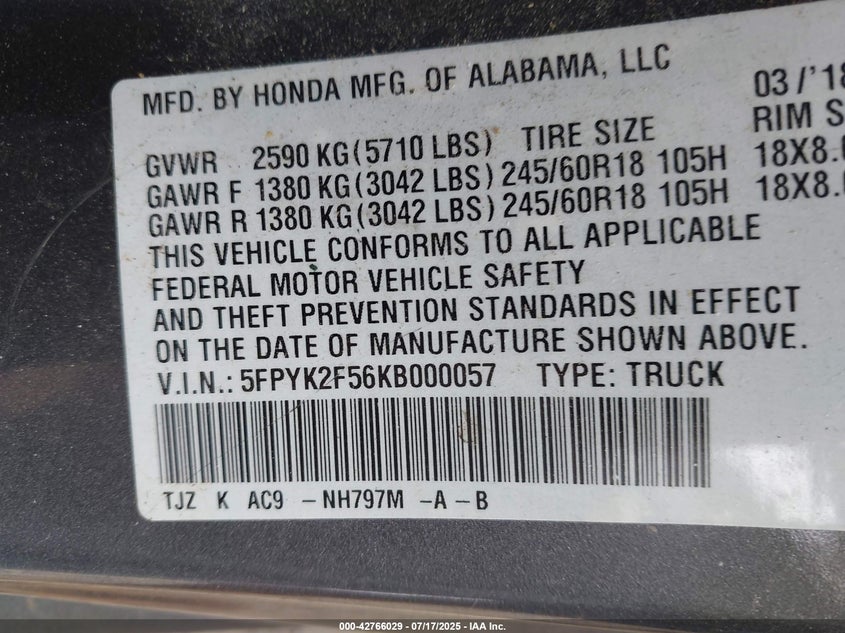 MFD. BY HONDA MFG. OF ALABAMA, LLC 03/'18
GVWR 2590 KG(5710 LBS) TIRE SIZE RIM S
GAWR F 1380 KG(3042 LBS) 245/60R18 105H 18X8.
GAWR R 1380 KG(3042 LBS) 245/60R18 105H 18X8.
THIS VEHICLE CONFORMS TO ALL APPLICABLE
FEDERAL MOTOR VEHICLE SAFETY
AND THEFT PREVENTION STANDARDS IN EFFECT
ON THE DATE OF MANUFACTURE SHOWN ABOVE.
V.I.N.: 5FPYK2F56KB000057 TYPE: TRUCK
TJZ K AC9 -NH797M -A-B
000-42766029 - 07/17/2025 - IAA Inc.